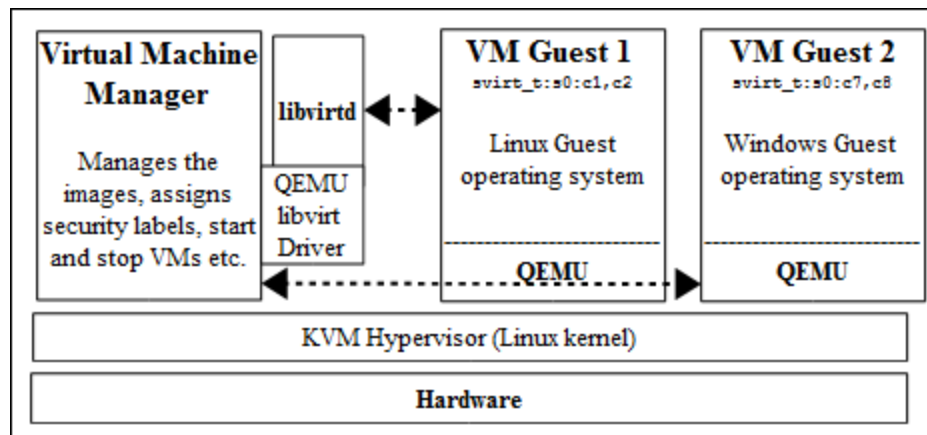 Virtual Machine
Manager
Manages the
images, assigns
security labels, start
and stop VMs etc.
libvirtd
QEMU
libvirt
Driver
VM Guest 1
svirt_t:s0:c1,c2
Linux Guest
operating system
QEMU
VM Guest 2
svirt_t:s0:c7,c8
Windows Guest
operating system
QEMU
KVM Hypervisor (Linux kernel)
Hardware